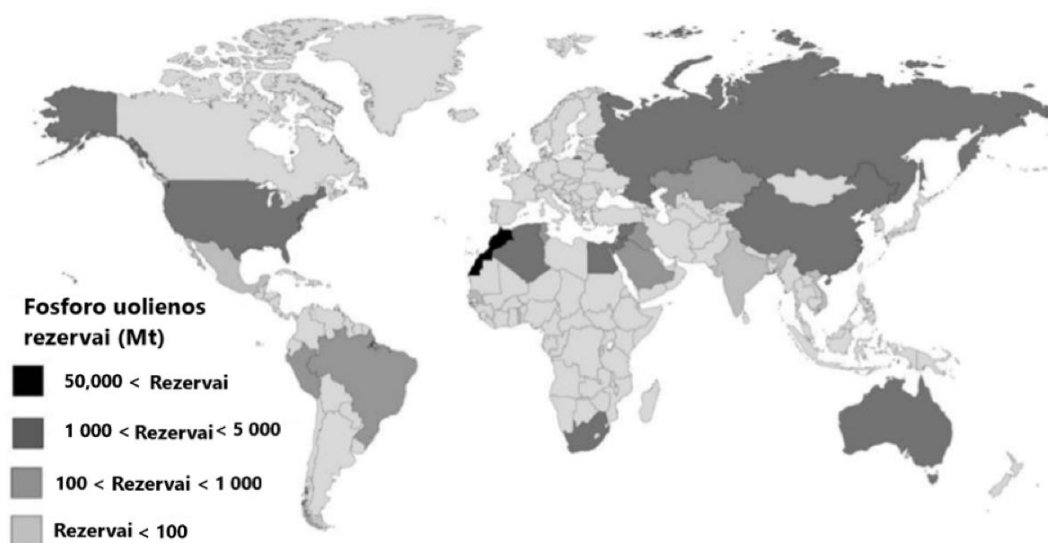 Fosforo uolienos
rezervai (Mt)
50,000 < Rezervai
1 000 < Rezervai < 5 000
100 < Rezervai < 1 000
Rezervai < 100